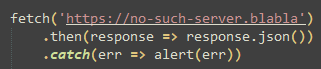 fetch('https://no-such-server.blabla')
.then(response => response.json())
.catch(err => alert(err))